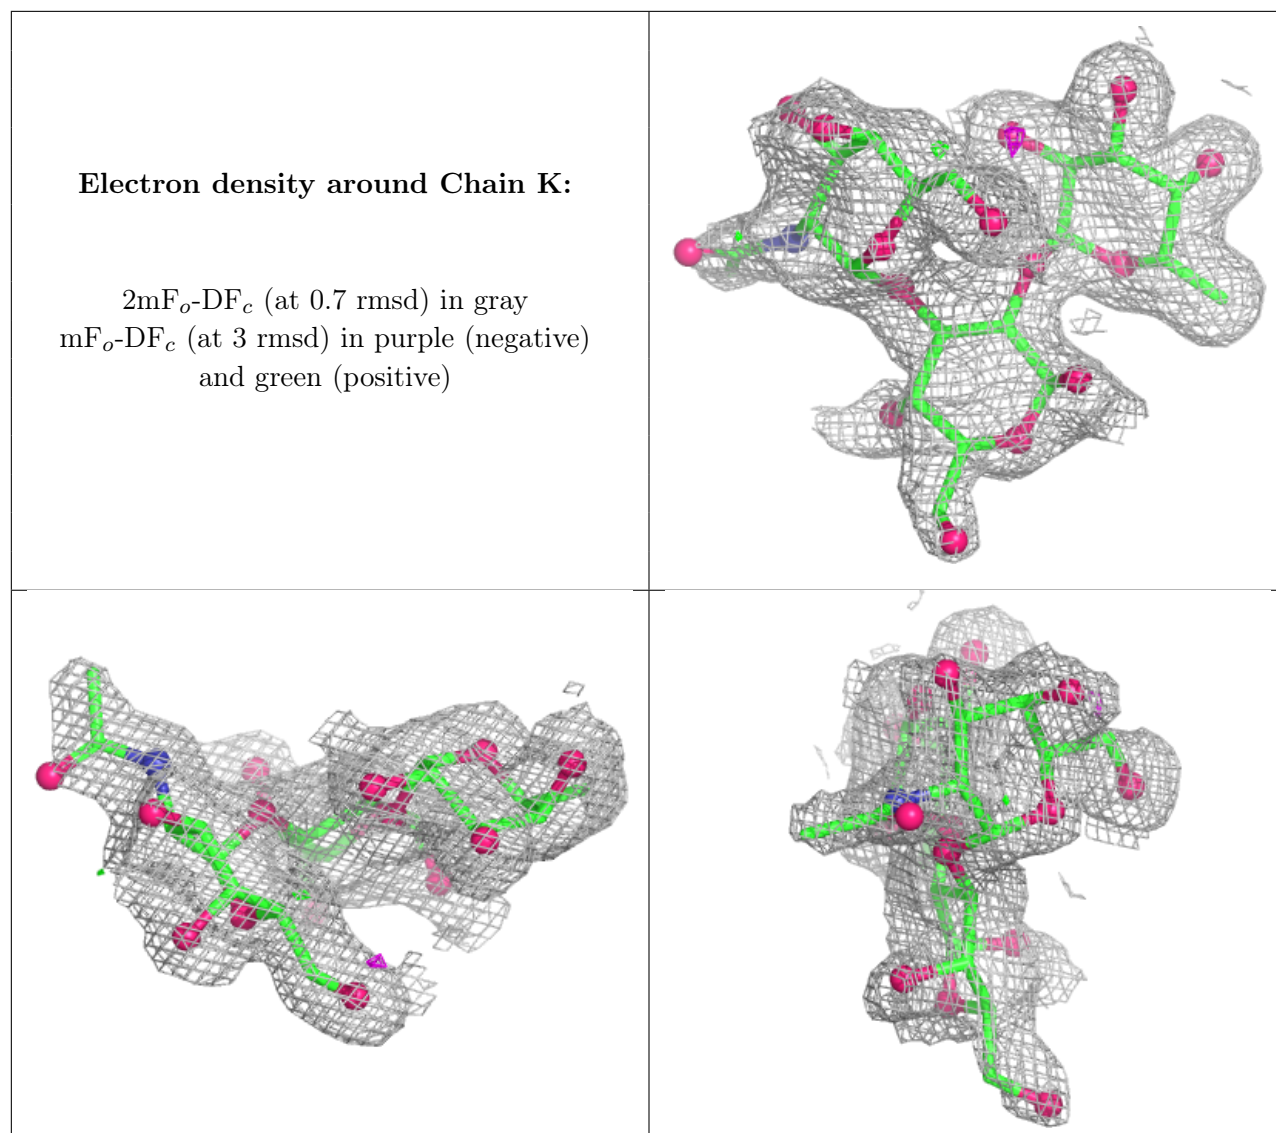 Electron density around Chain K:
2mFₒ-DF𝑐 (at 0.7 rmsd) in gray
mFₒ-DF𝑐 (at 3 rmsd) in purple (negative)
and green (positive)